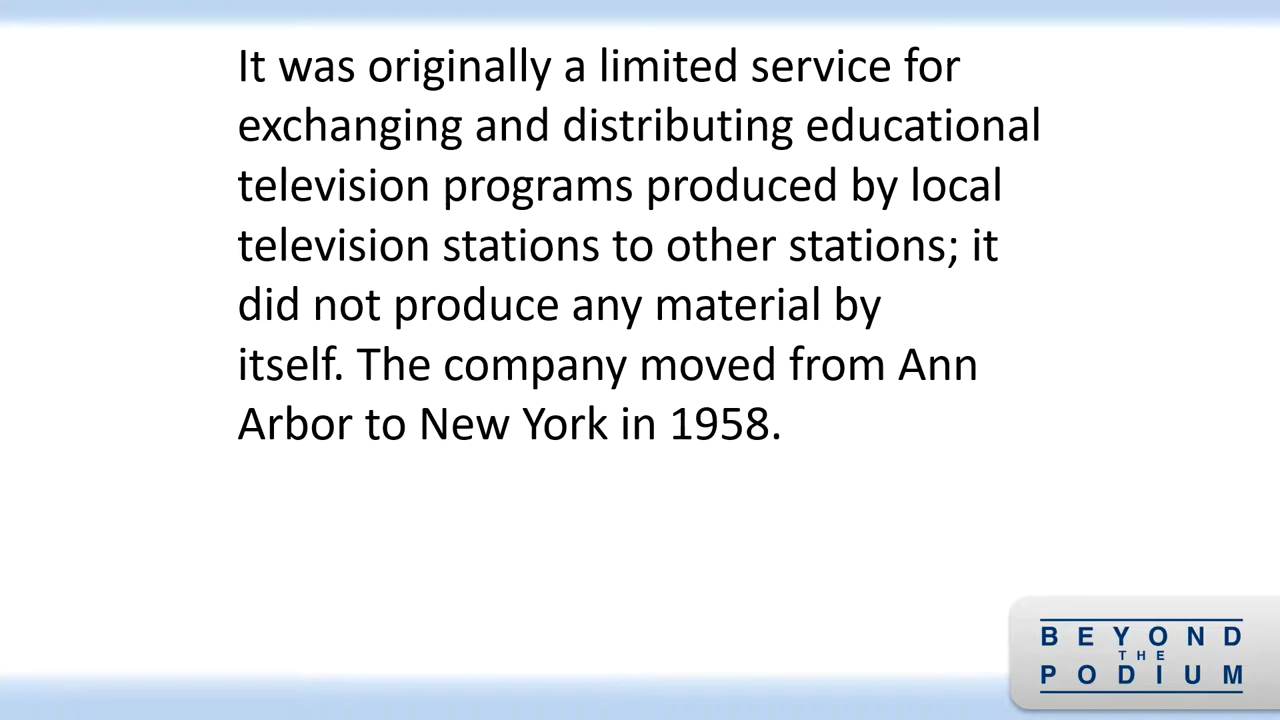 It was originally a limited service for
exchanging and distributing educational
television programs produced by local
television stations to other stations; it
did not produce any material by
itself. The company moved from Ann
Arbor to New York in 1958.
BEYOND
THE
PODIUM